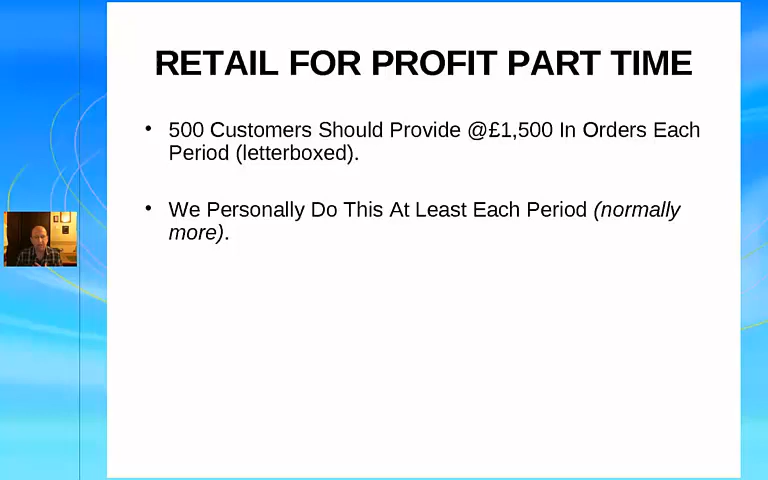 RETAIL FOR PROFIT PART TIME
• 500 Customers Should Provide @£1,500 In Orders Each
Period (letterboxed).
• We Personally Do This At Least Each Period (normally
more).